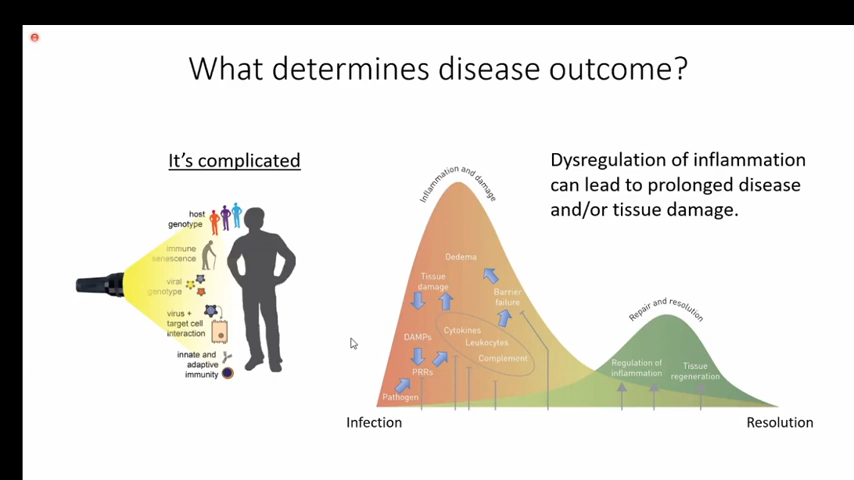 What determines disease outcome?
It's complicated
host
genotype
immune
senescence
viral
genotype
virus +
target cell
interaction
innate and
adaptive
immunity
Dysregulation of inflammation
can lead to prolonged disease
and/or tissue damage.
Inflammation and damage
Dedema
Tissue
damage
Barrier
failure
Cytokines
Leukocytes
Complement
DAMPs
PRRs
Pathogen
Repair and resolution
Regulation of
inflammation
Tissue
regeneration
Infection
Resolution